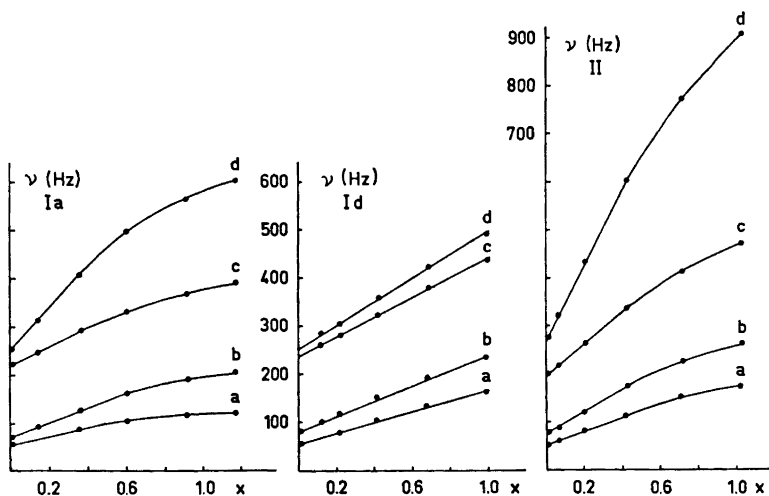 ν (Hz)
Ia
d
c
b
a
0.2 0.6 1.0 x
600
500
400
300
200
100
ν (Hz)
Id
d
c
b
a
0.2 0.6 1.0 x
900
800
700
ν (Hz)
II
d
c
b
a
0.2 0.6 1.0 x